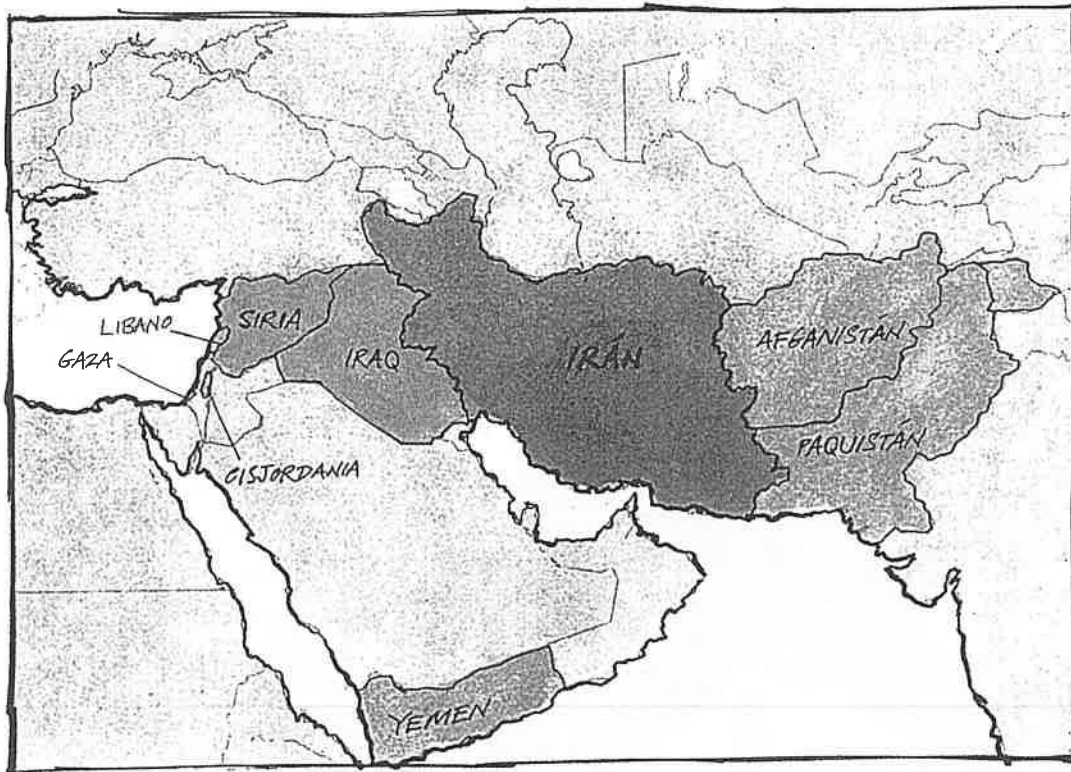 LIBANO
SIRIA
GAZA
IRAQ
IRÁN
AFGANISTÁN
PAQUISTÁN
CISJORDANIA
YEMEN